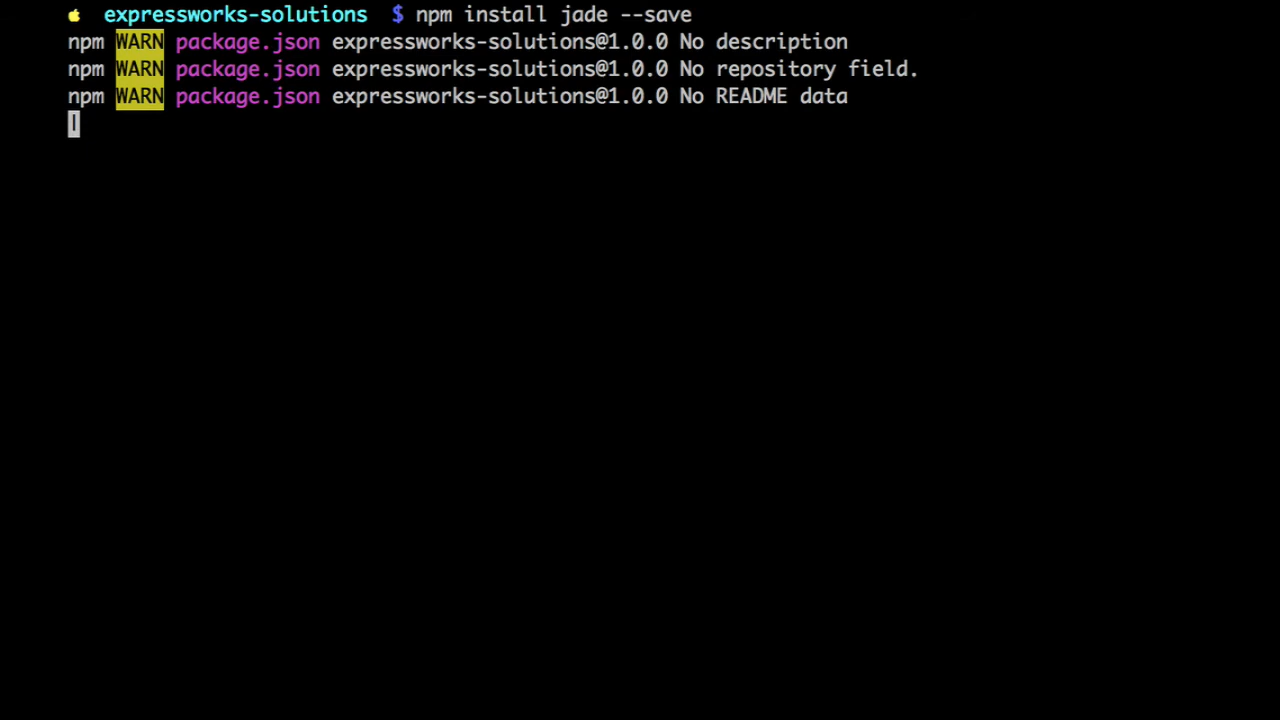 expressworks-solutions $ npm install jade --save
npm WARN package.json expressworks-solutions@1.0.0 No description
npm WARN package.json expressworks-solutions@1.0.0 No repository field.
npm WARN package.json expressworks-solutions@1.0.0 No README data
|